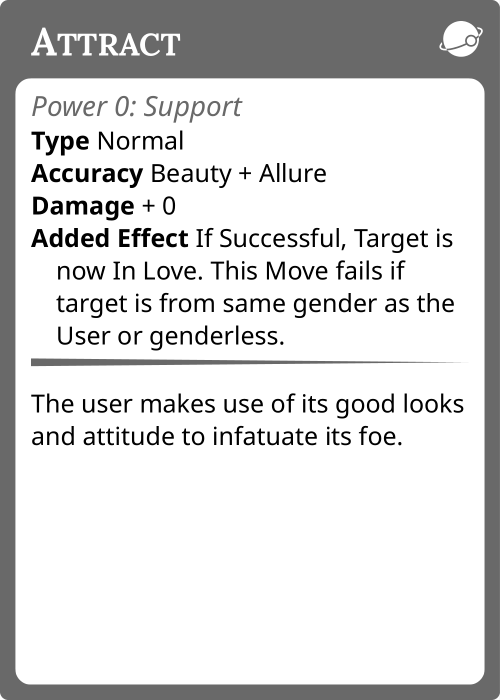 Attract
Power 0: Support
Type Normal
Accuracy Beauty + Allure
Damage + 0
Added Effect If Successful, Target is
now In Love. This Move fails if
target is from same gender as the
User or genderless.
The user makes use of its good looks
and attitude to infatuate its foe.